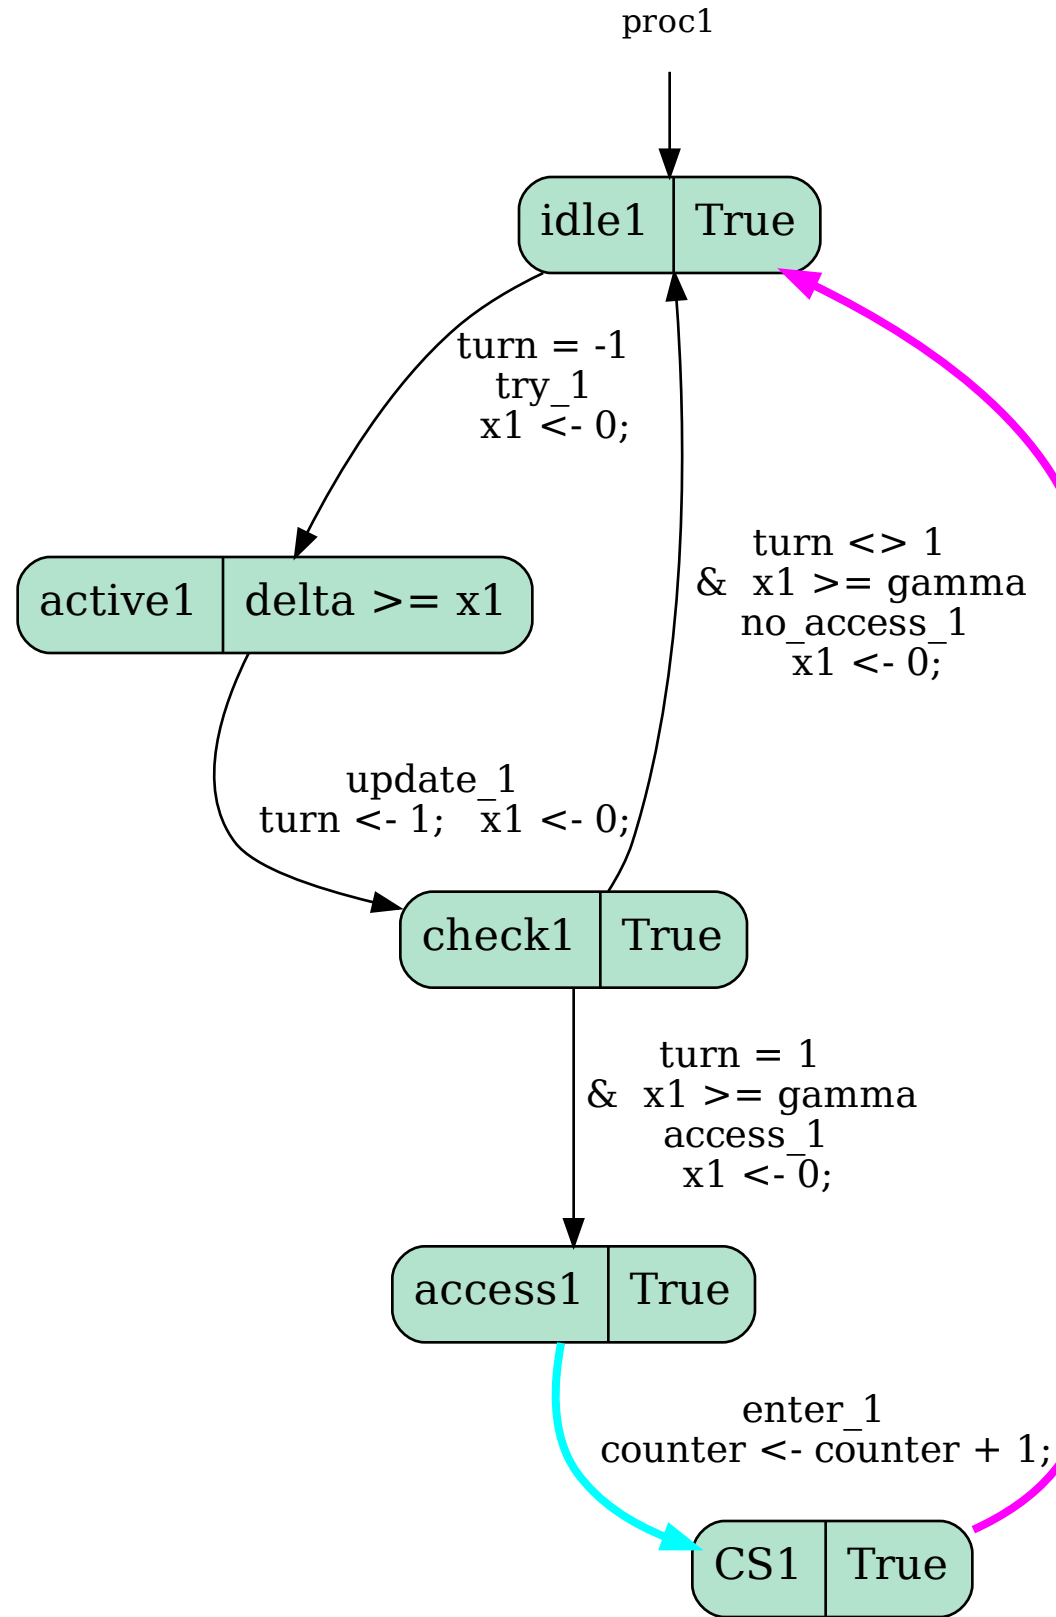 proc1
idle1 True
turn = -1
try_1
x1 <- 0;
turn <> 1
& x1 >= gamma
no_access_1
x1 <- 0;
active1 delta >= x1
update_1
turn <- 1; x1 <- 0;
check1 True
turn = 1
& x1 >= gamma
access_1
x1 <- 0;
access1 True
enter_1
counter <- counter + 1;
CS1 True